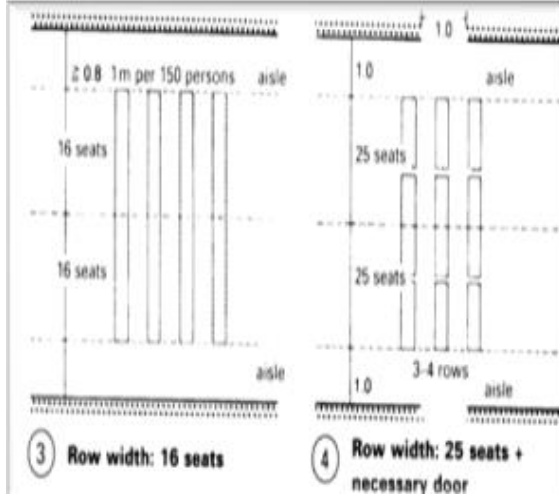 ≥ 0.8 1m per 150 persons aisle
16 seats
16 seats
aisle
3 Row width: 16 seats
1.0
1.0 aisle
25 seats
25 seats
3-4 rows
1.0 aisle
4 Row width: 25 seats +
necessary door